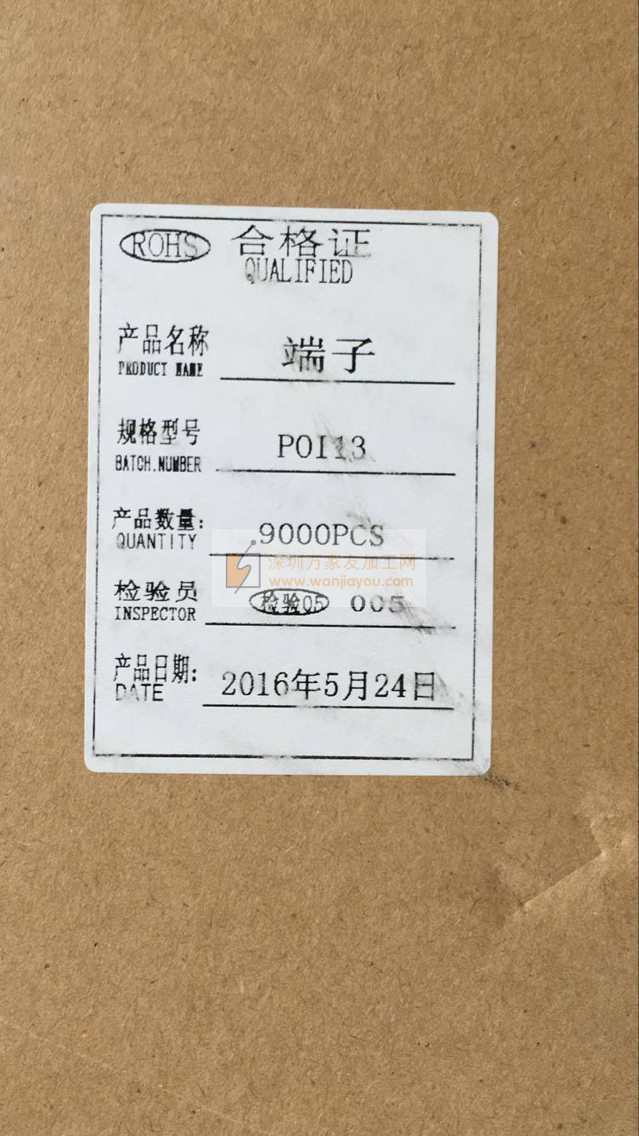 ROHS 合格证
QUALIFIED
产品名称 端子
PRODUCT NAME
规格型号 POI13
BATCH.NUMBER
产品数量: 9000PCS
QUANTITY
深圳万家友加工网
www.wanjiayou.com
检验员 检验05 005
INSPECTOR
产品日期: 2016年5月24日
DATE